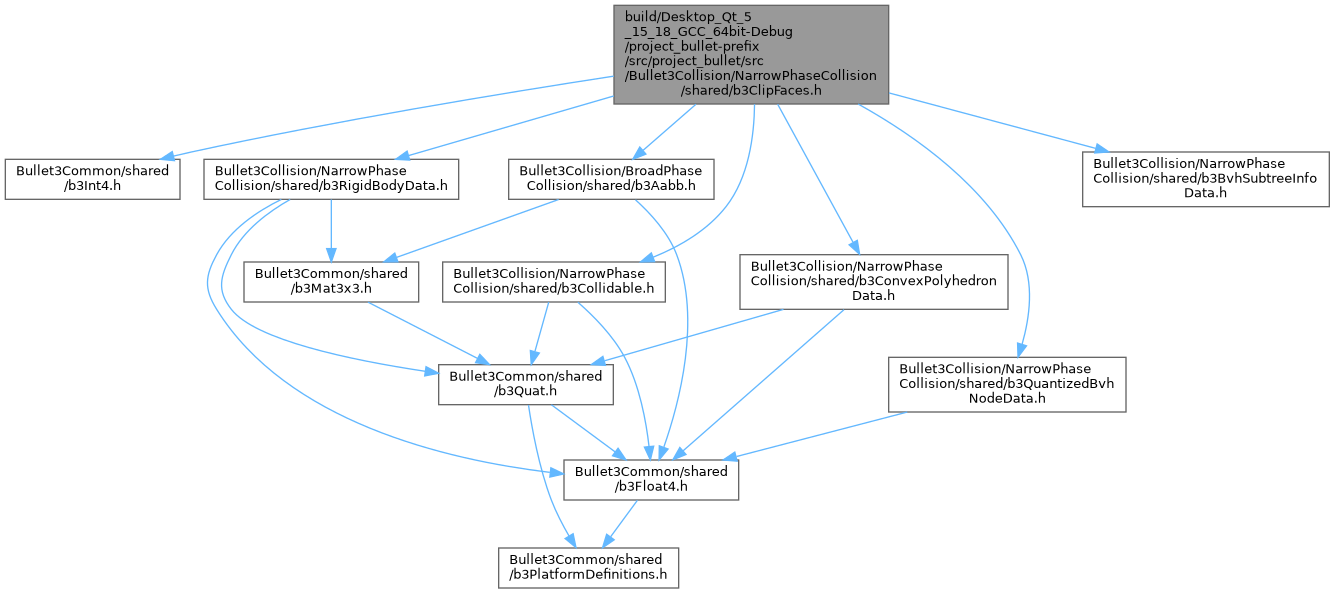 build/Desktop_Qt_5
_15_18_GCC_64bit-Debug
/project_bullet-prefix
/src/project_bullet/src
/Bullet3Collision/NarrowPhaseCollision
/shared/b3ClipFaces.h
Bullet3Common/shared
/b3Int4.h
Bullet3Collision/NarrowPhase
Collision/shared/b3RigidBodyData.h
Bullet3Collision/BroadPhase
Collision/shared/b3Aabb.h
Bullet3Collision/NarrowPhase
Collision/shared/b3BvhSubtreeInfo
Data.h
Bullet3Common/shared
/b3Mat3x3.h
Bullet3Collision/NarrowPhase
Collision/shared/b3Collidable.h
Bullet3Collision/NarrowPhase
Collision/shared/b3ConvexPolyhedron
Data.h
Bullet3Common/shared
/b3Quat.h
Bullet3Collision/NarrowPhase
Collision/shared/b3QuantizedBvh
NodeData.h
Bullet3Common/shared
/b3Float4.h
Bullet3Common/shared
/b3PlatformDefinitions.h